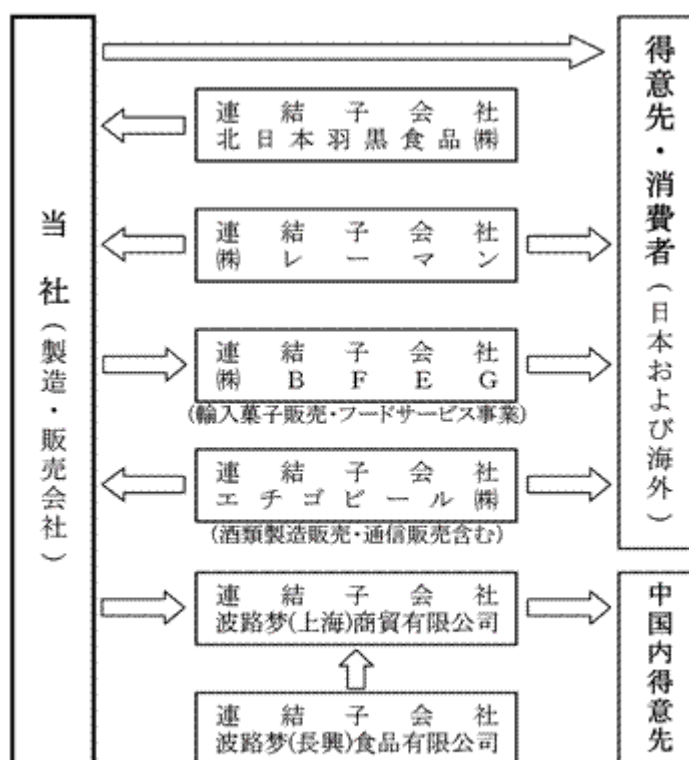 当社(製造・販売会社)
連結子会社
北日本羽黒食品㈱
連結子会社
㈱レーマン
連結子会社
㈱BFEG
(輸入菓子販売・フードサービス事業)
連結子会社
エチゴビール㈱
(酒類製造販売・通信販売含む)
連結子会社
波路梦(上海)商貿有限公司
連結子会社
波路梦(長興)食品有限公司
得意先・消費者(日本および海外)
中国内得意先